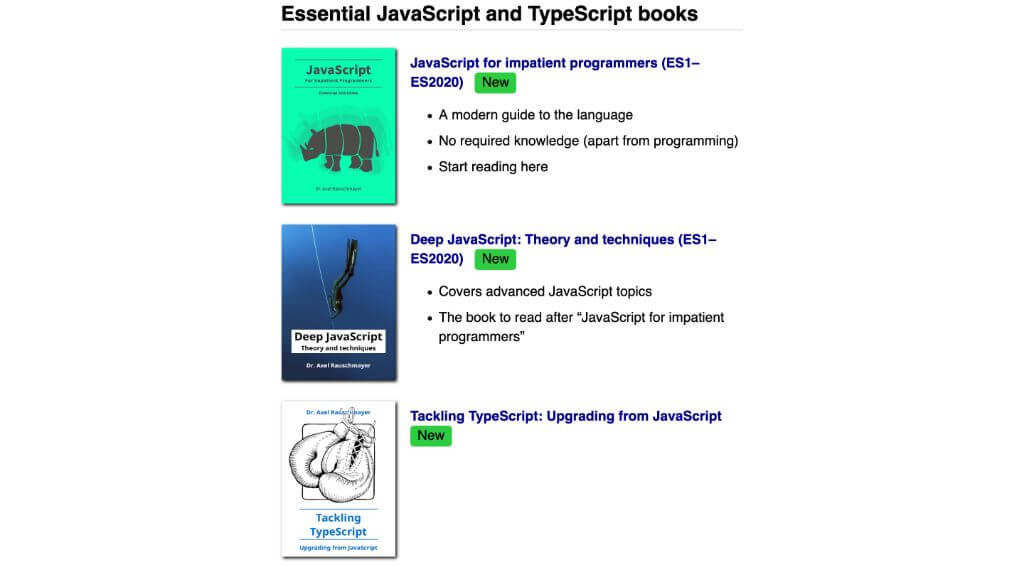 Essential JavaScript and TypeScript books
JavaScript
For Impatient Programmers
Dr. Axel Rauschmayer
JavaScript for impatient programmers (ES1–
ES2020) New
• A modern guide to the language
• No required knowledge (apart from programming)
• Start reading here
Deep JavaScript
Theory and techniques
Dr. Axel Rauschmayer
Deep JavaScript: Theory and techniques (ES1–
ES2020) New
• Covers advanced JavaScript topics
• The book to read after “JavaScript for impatient
programmers”
Dr. Axel Rauschmayer
Tackling
TypeScript
Upgrading from JavaScript
Tackling TypeScript: Upgrading from JavaScript
New